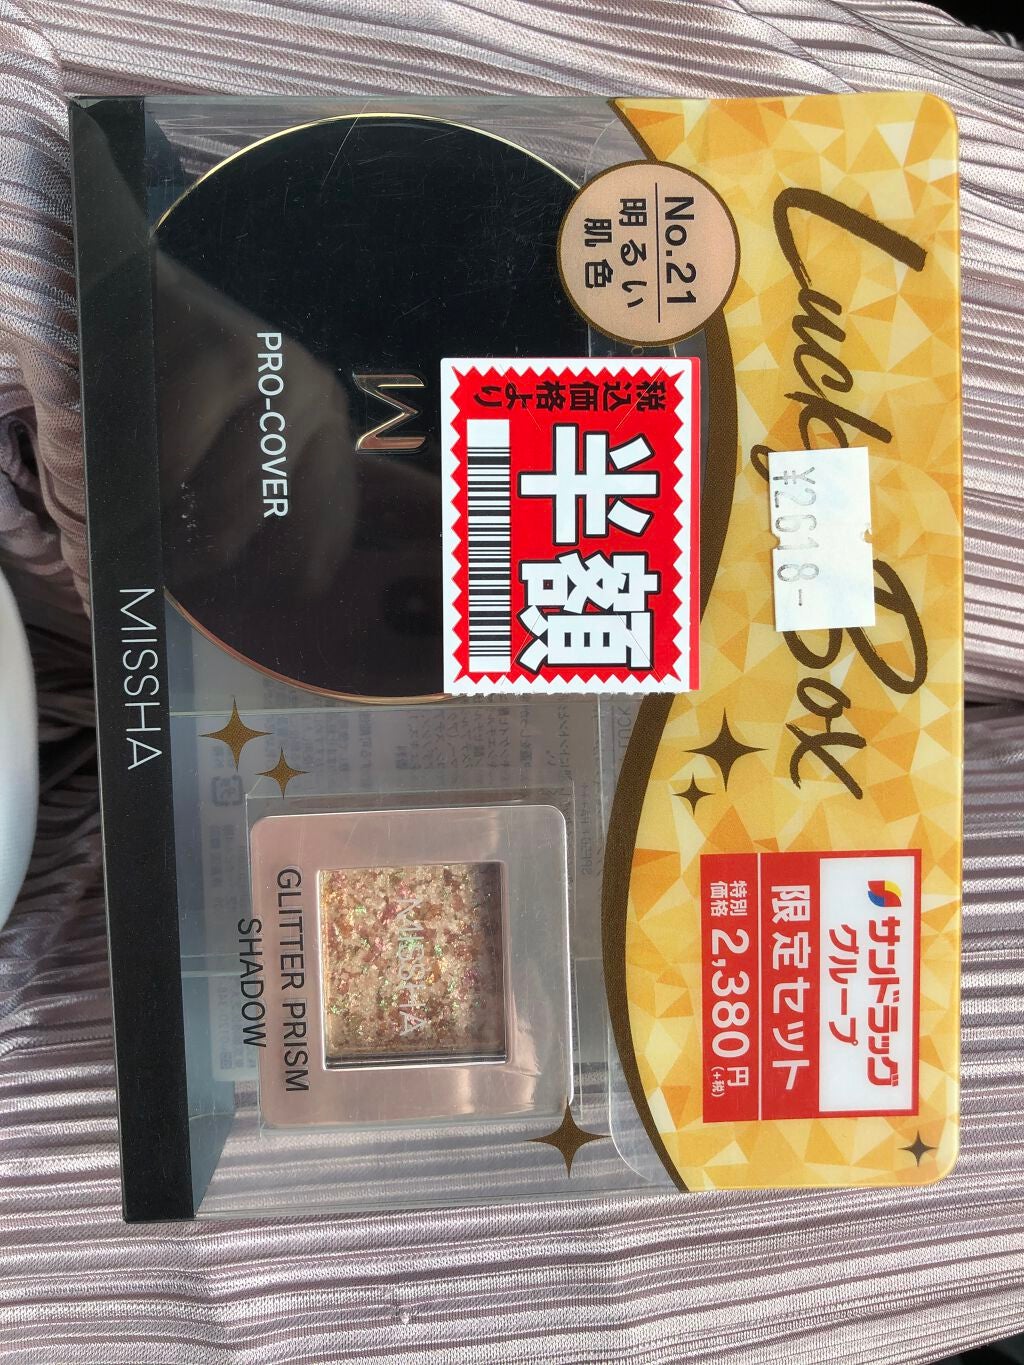 Lucky Box
¥2618-
サンドラッググループ
限定セット
特別価格 2,380円(+税)
No.21
明るい
肌色
税込価格より
半額
M
PRO-COVER
MISSHA
GLITTER PRISM
SHADOW
MISSHA